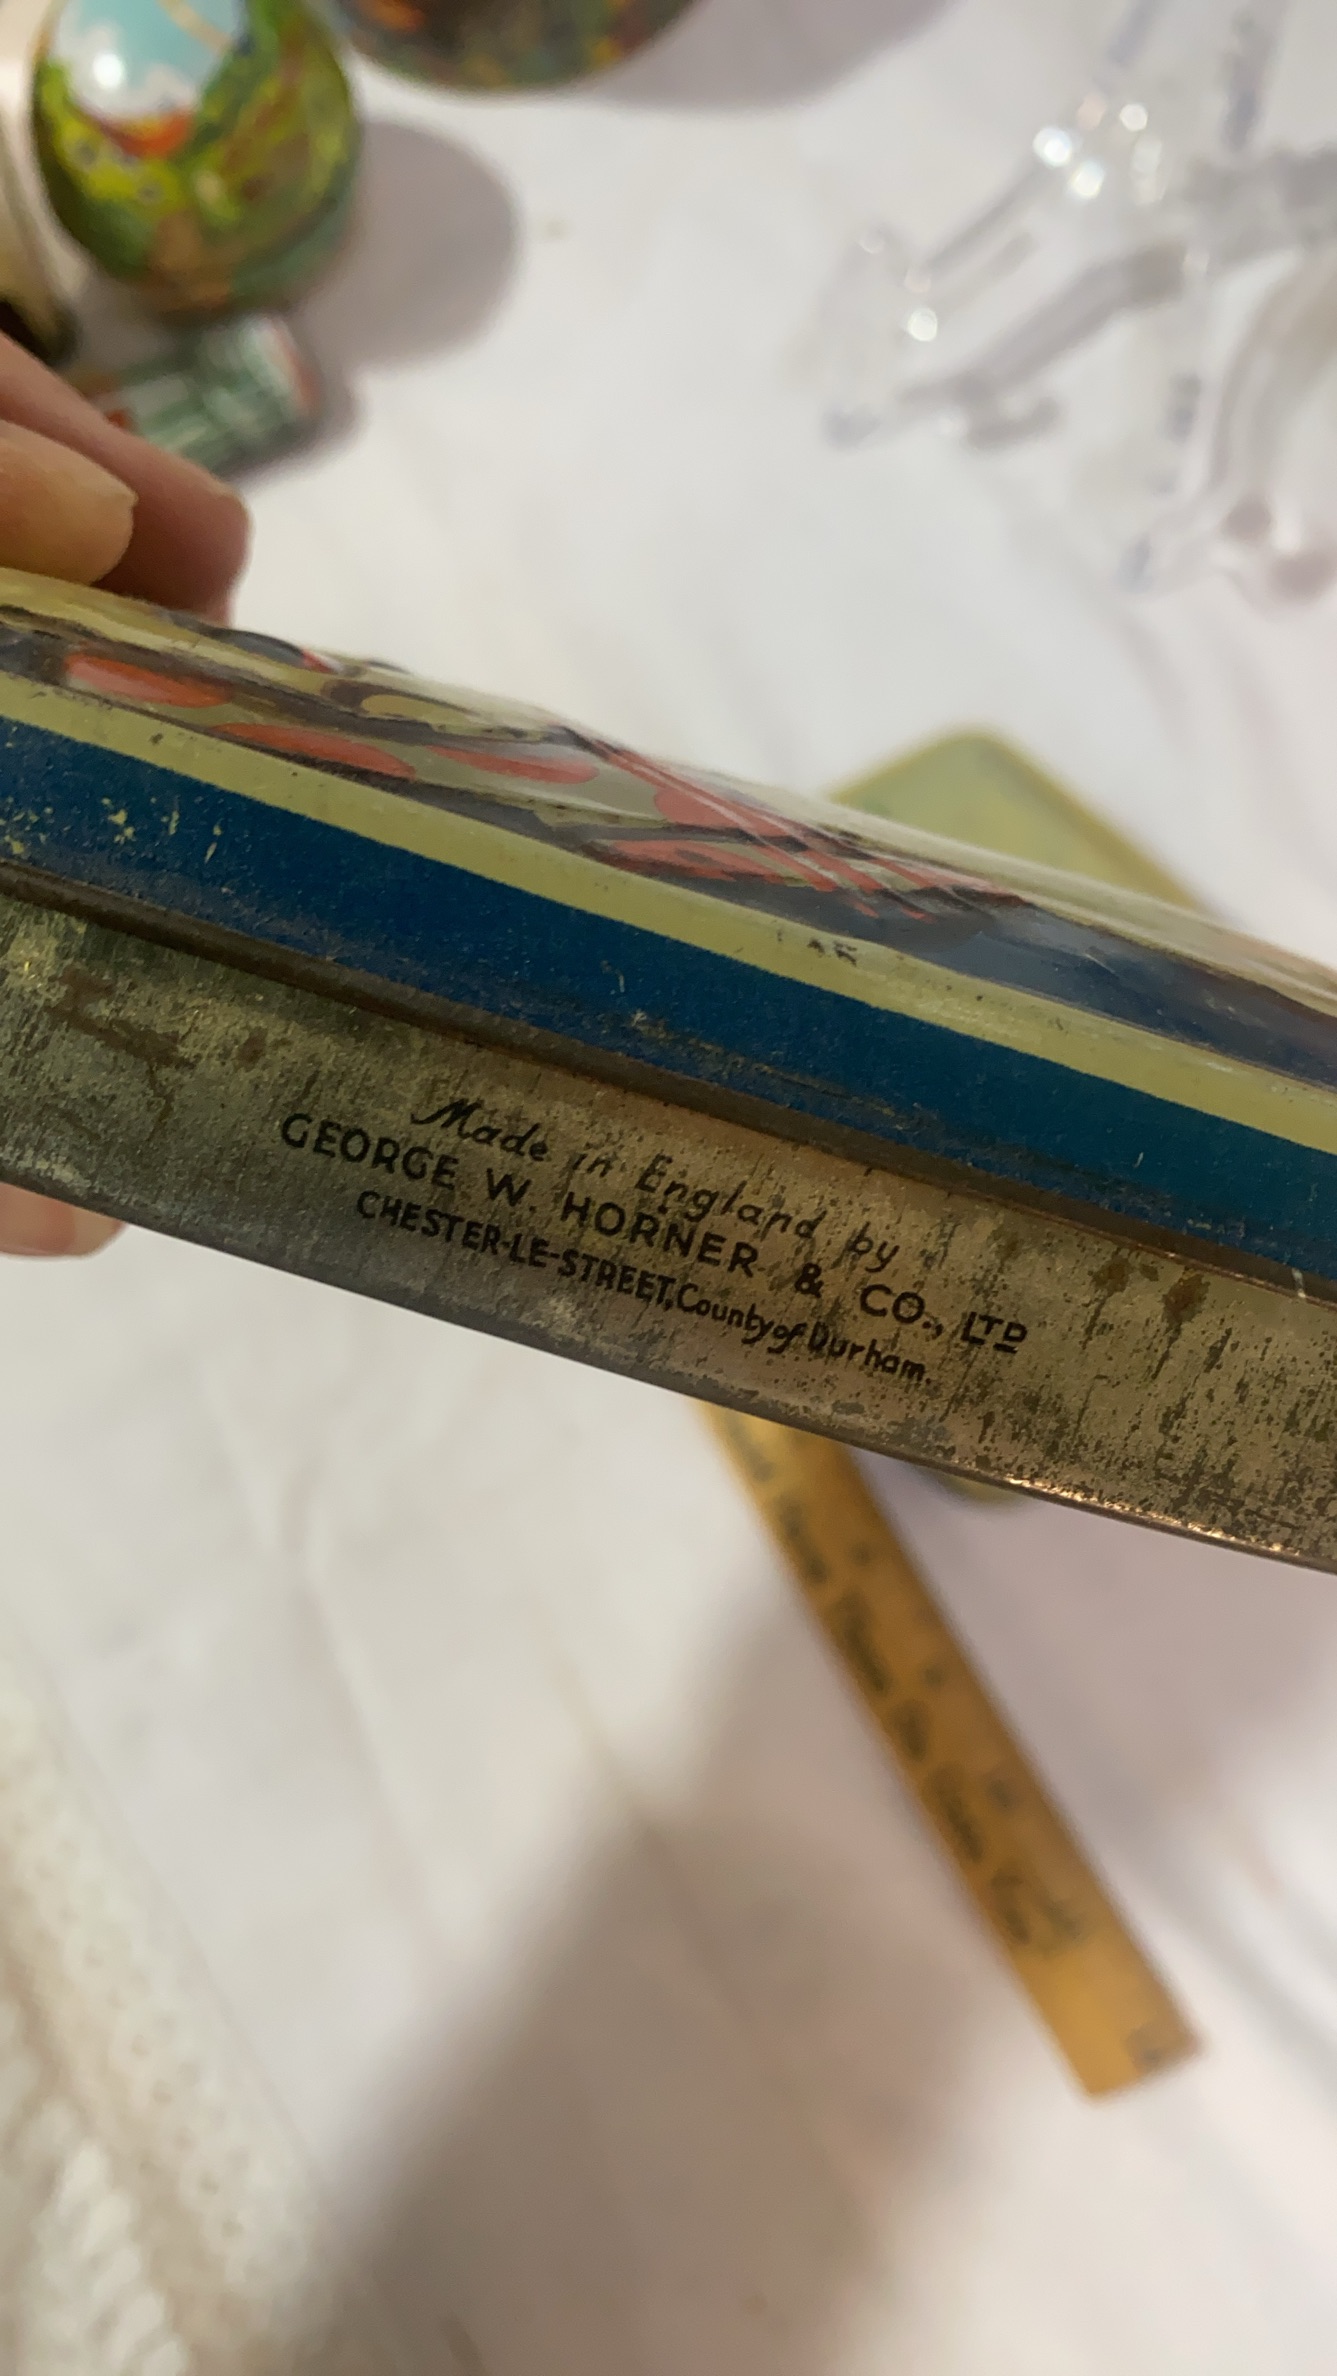 Made in England by
GEORGE W. HORNER & CO., LTD
CHESTER-LE-STREET, County of Durham.